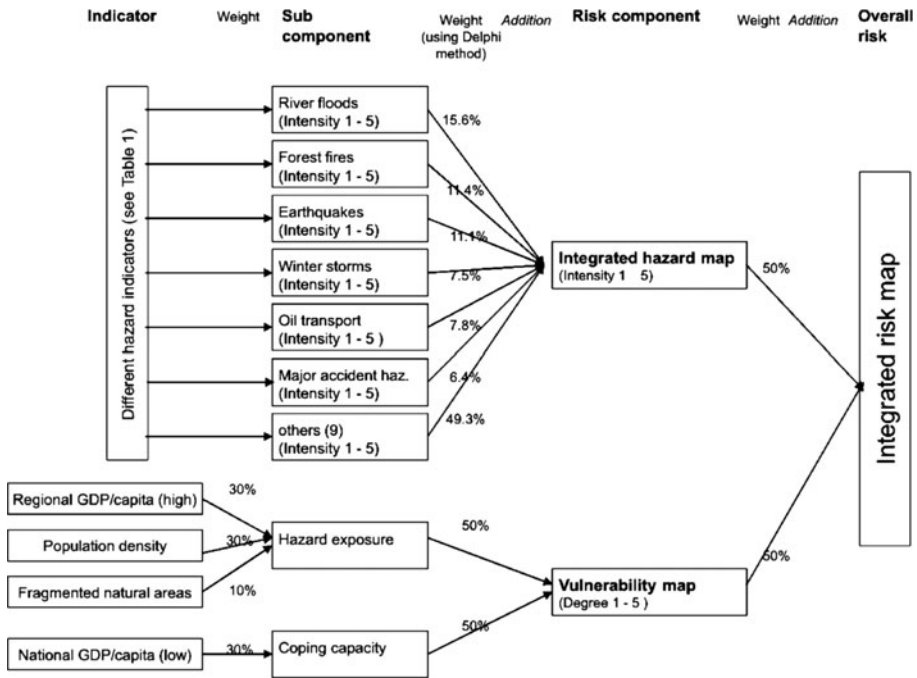 Indicator
Weight
Sub
component
Weight
(using Delphi
method)
Addition
Risk component
Weight
Addition
Overall
risk
Different hazard indicators (see Table 1)
River floods
(Intensity 1 - 5)
15.6%
Forest fires
(Intensity 1 - 5)
11.4%
Earthquakes
(Intensity 1 - 5)
11.1%
Winter storms
(Intensity 1 - 5)
7.5%
Oil transport
(Intensity 1 - 5 )
7.8%
Major accident haz.
(Intensity 1 - 5)
6.4%
others (9)
(Intensity 1 - 5)
49.3%
Integrated hazard map
(Intensity 1 5)
50%
Integrated risk map
Regional GDP/capita (high)
30%
Population density
30%
Fragmented natural areas
10%
Hazard exposure
50%
National GDP/capita (low)
30%
Coping capacity
50%
Vulnerability map
(Degree 1 - 5 )
50%